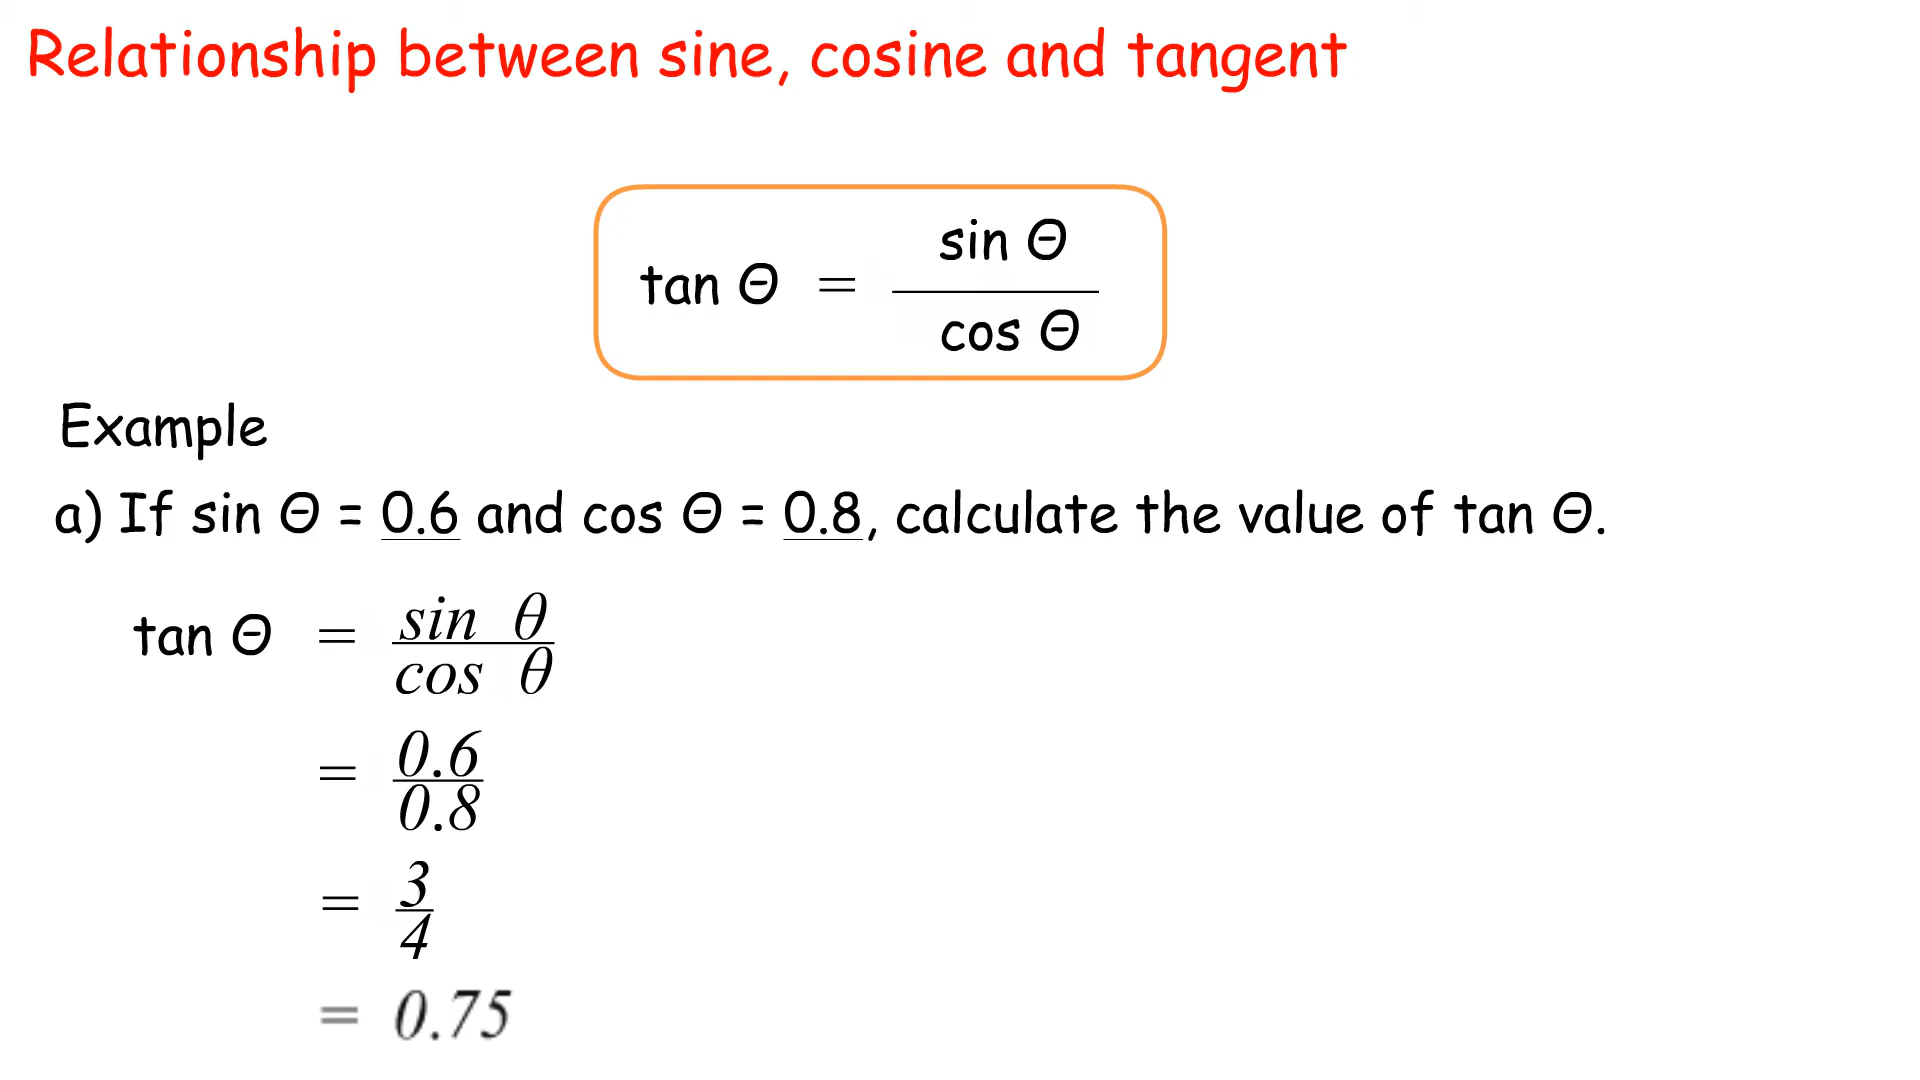 Relationship between sine, cosine and tangent
sin Θ
tan Θ =
cos Θ
Example
a) If sin Θ = 0.6 and cos Θ = 0.8, calculate the value of tan Θ.
tan Θ = sin θ
cos θ
= 0.6
0.8
= 3
4
= 0.75